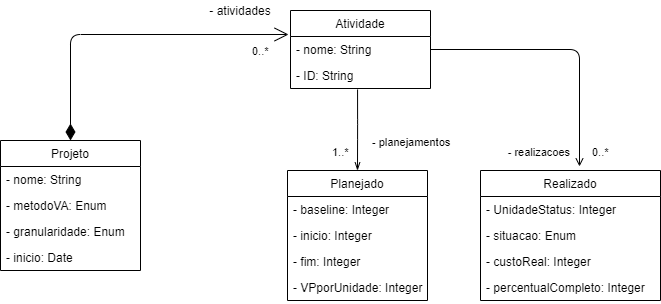 - atividades
0..*
Atividade
- nome: String
- ID: String
- planejamentos
1..*
- realizacoes
0..*
Projeto
- nome: String
- metodoVA: Enum
- granularidade: Enum
- inicio: Date
Planejado
- baseline: Integer
- inicio: Integer
- fim: Integer
- VPporUnidade: Integer
Realizado
- UnidadeStatus: Integer
- situacao: Enum
- custoReal: Integer
- percentualCompleto: Integer